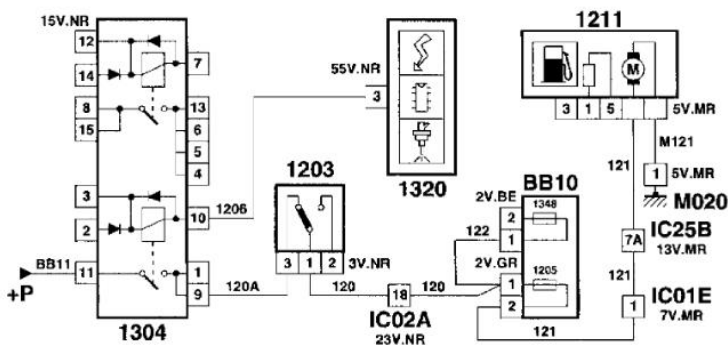 15V.NR
12
14
7
8
15
13
6
5
4
3
2
10
1206
+P
BB11
11
1
9
120A
1304
1203
3
1
2
3V.NR
120
18
120
IC02A
23V.NR
55V.NR
3
1320
BB10
2V.BE
1348
2
1
122
2V.GR
1205
1
2
121
1211
M
3
1
5
5V.MR
M121
121
1
5V.MR
M020
7A
IC25B
13V.MR
121
1
IC01E
7V.MR